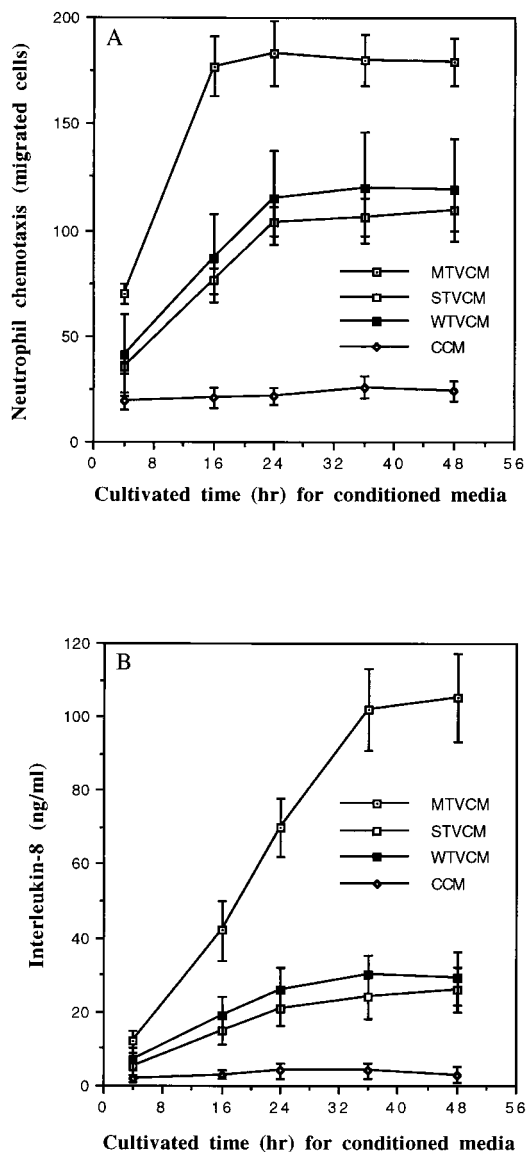 A
Neutrophil chemotaxis (migrated cells)
200
150
100
50
0
MTVCM
STVCM
WTVCM
CCM
0 8 16 24 32 40 48 56
Cultivated time (hr) for conditioned media
B
Interleukin-8 (ng/ml)
120
100
80
60
40
20
0
MTVCM
STVCM
WTVCM
CCM
0 8 16 24 32 40 48 56
Cultivated time (hr) for conditioned media